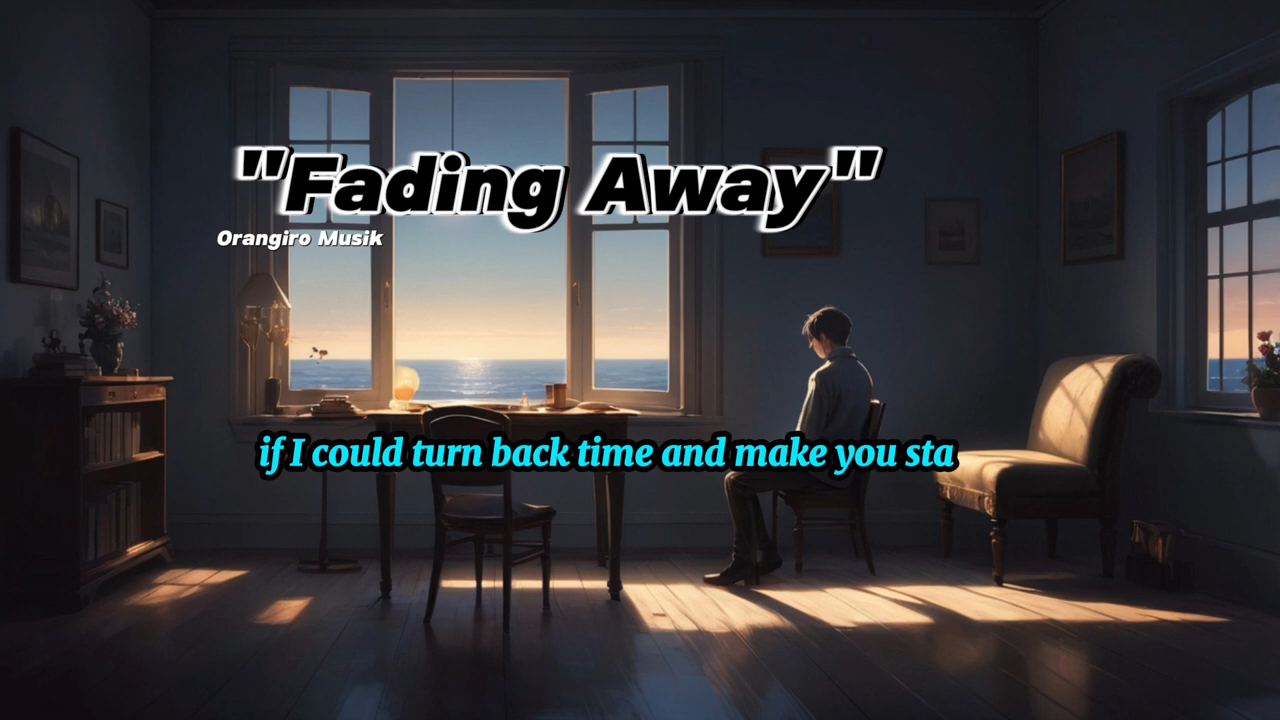 "Fading Away"
Orangiro Musik
if I could turn back time and make you sta